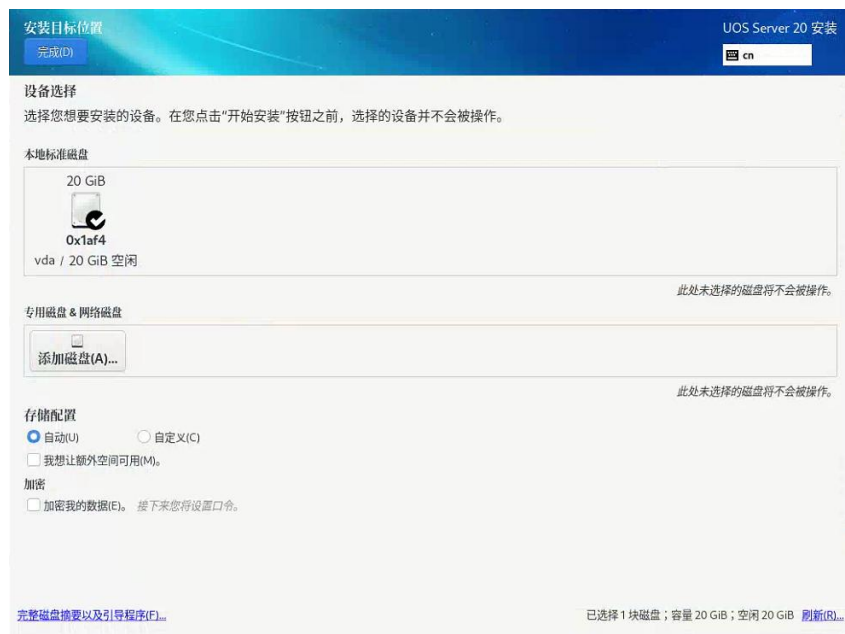 安装目标位置
UOS Server 20 安装
完成(D)
cn
设备选择
选择您想要安装的设备。在您点击“开始安装”按钮之前，选择的设备并不会被操作。
本地标准磁盘
20 GiB
0x1af4
vda / 20 GiB 空闲
此处未选择的磁盘将不会被操作。
专用磁盘 & 网络磁盘
添加磁盘(A)...
此处未选择的磁盘将不会被操作。
存储配置
自动(U) 自定义(C)
我想让额外空间可用(M)。
加密
加密我的数据(E)。 接下来您将设置口令。
完整磁盘摘要以及引导程序(F)... 已选择 1 块磁盘；容量 20 GiB；空闲 20 GiB 刷新(R)...